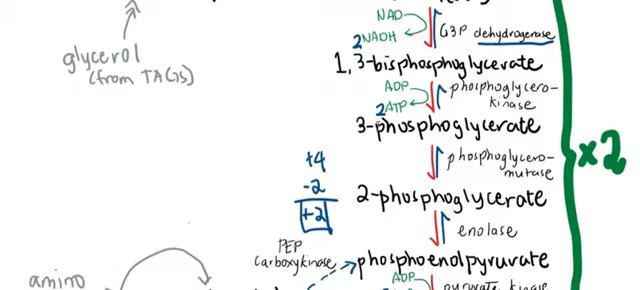 NAD
2NADH
G3P dehydrogenase
glycerol
(from TAGs)
1,3-bisphosphoglycerate
ADP
2ATP
phosphoglycero-
kinase
3-phosphoglycerate
x2
+4
-2
+2
phosphoglycero-
mutase
2-phosphoglycerate
enolase
PEP
carboxykinase
phosphoenolpyruvate
amino
ADP
pyruvate kinase